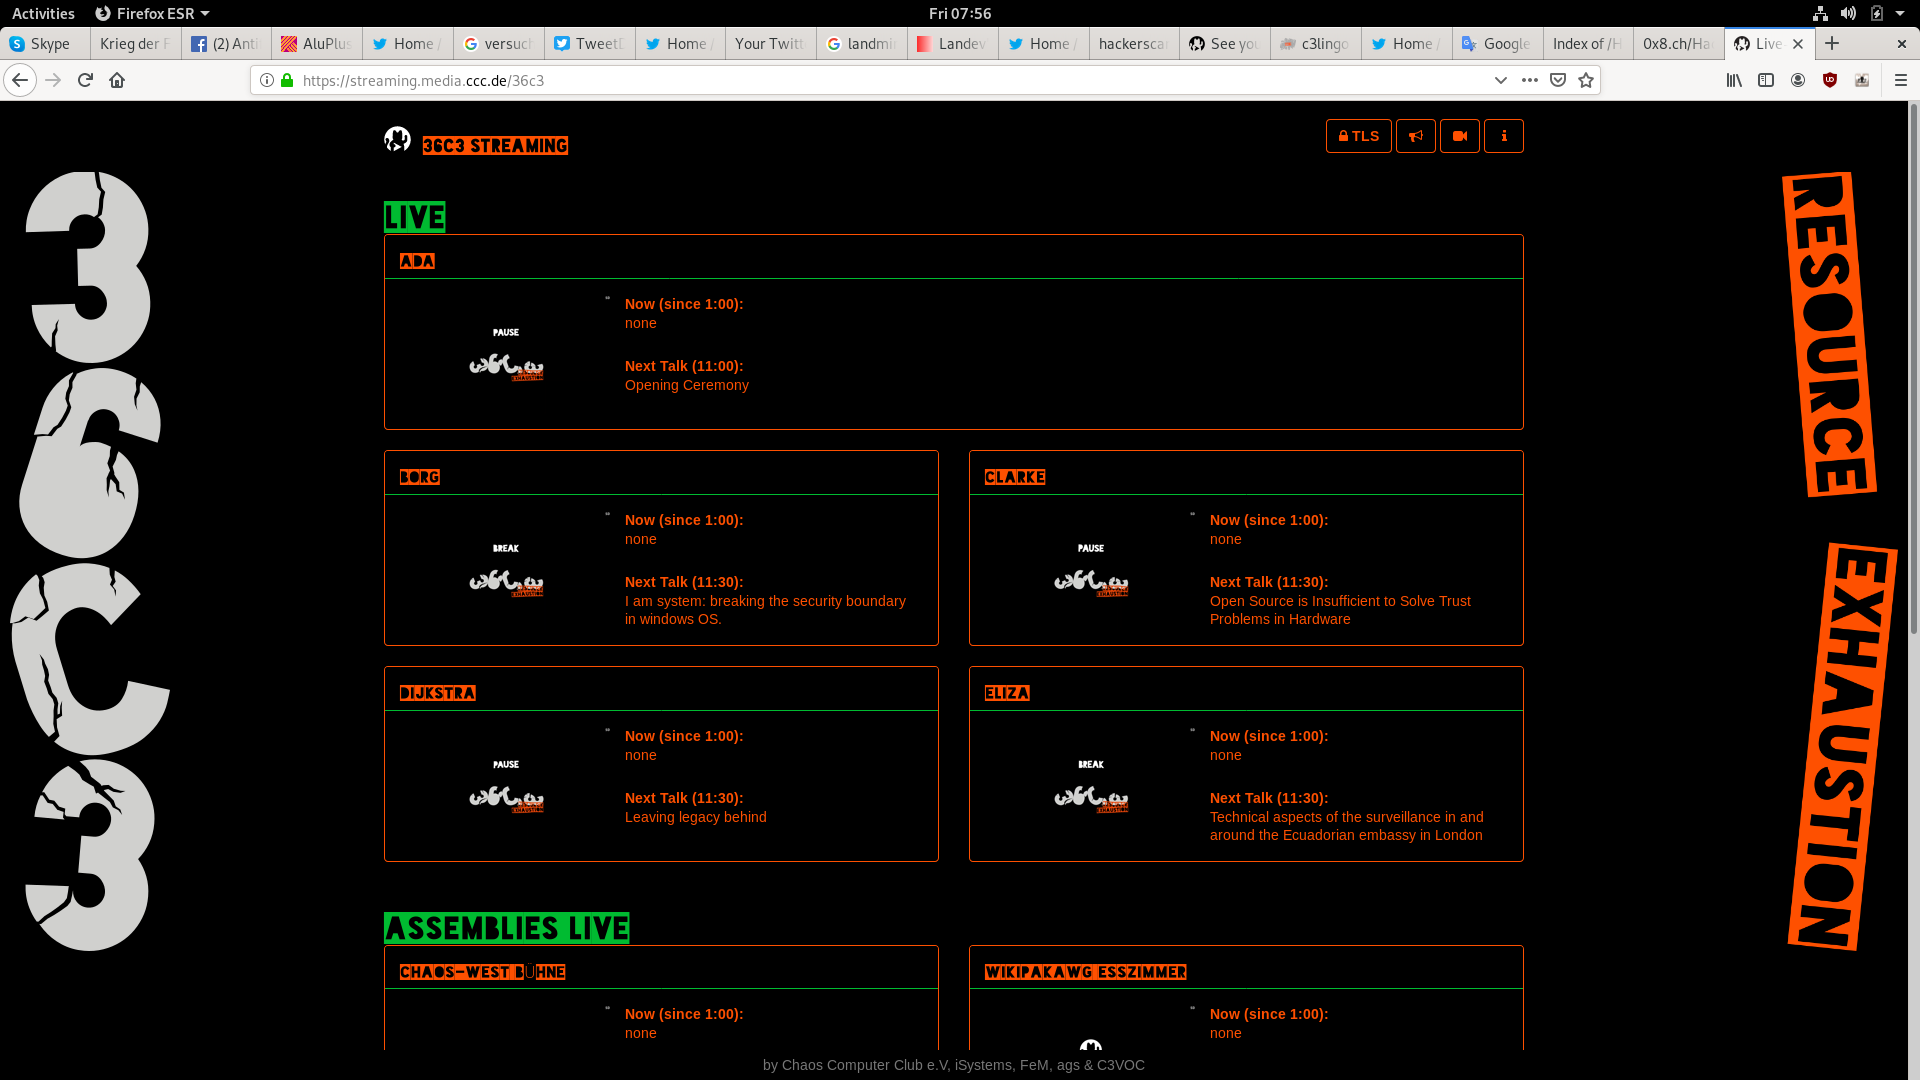 Activities Firefox ESR Fri 07:56
Skype Krieg der F (2) Anti AluPlus Home / versuch TweetD Home / Your Twitt landmi Landev Home / hackersca See you c3lingo Home / Google Index of /H 0x8.ch/Ha Live-
https://streaming.media.ccc.de/36c3
36C3 STREAMING
TLS
LIVE
ADA
PAUSE
Now (since 1:00):
none
Next Talk (11:00):
Opening Ceremony
BORG
BREAK
Now (since 1:00):
none
Next Talk (11:30):
I am system: breaking the security boundary
in windows OS.
CLARKE
PAUSE
Now (since 1:00):
none
Next Talk (11:30):
Open Source is Insufficient to Solve Trust
Problems in Hardware
DIJKSTRA
PAUSE
Now (since 1:00):
none
Next Talk (11:30):
Leaving legacy behind
ELIZA
BREAK
Now (since 1:00):
none
Next Talk (11:30):
Technical aspects of the surveillance in and
around the Ecuadorian embassy in London
ASSEMBLIES LIVE
CHAOS-WEST BÜHNE
Now (since 1:00):
none
WIKIPAKAWG ESSZIMMER
Now (since 1:00):
none
by Chaos Computer Club e.V, iSystems, FeM, ags & C3VOC
36C3
RESOURCE
EXHAUSTION